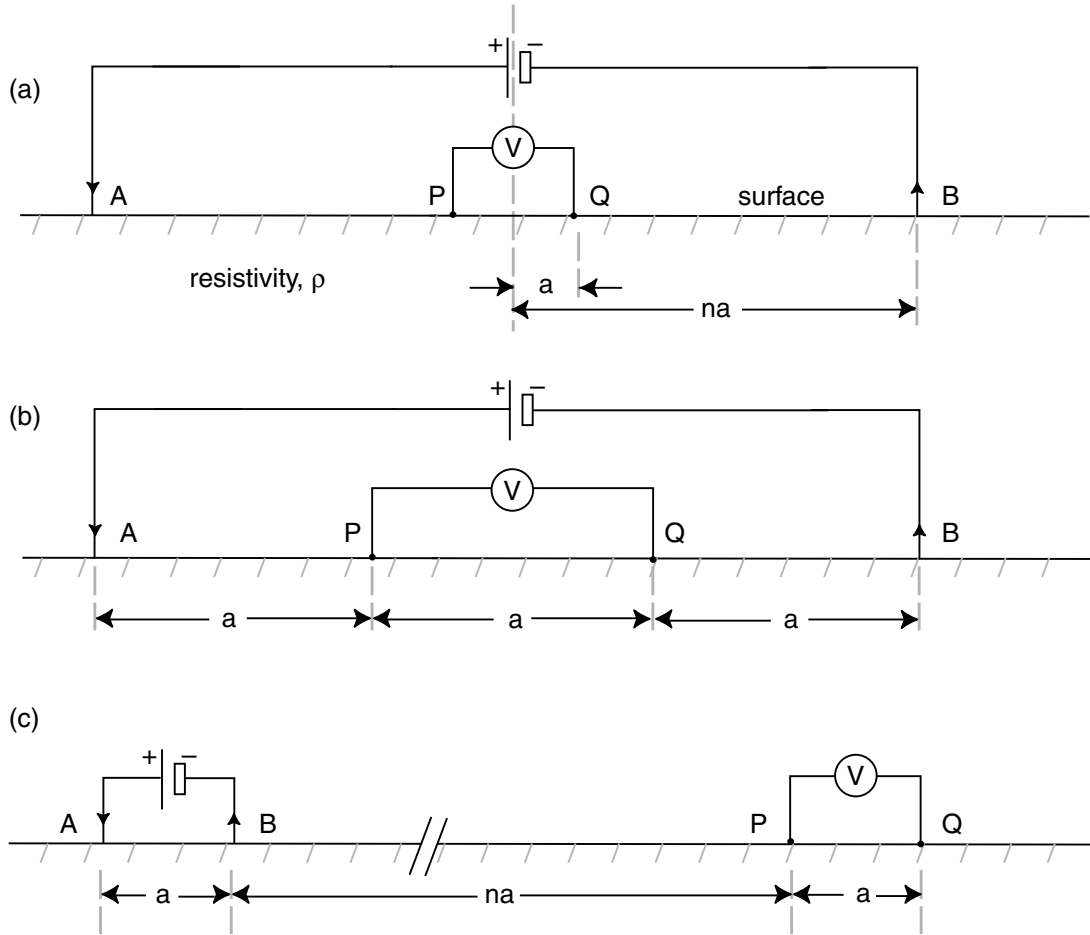 (a)
+ −
V
A P Q surface B
resistivity, ρ
a
na
(b)
+ −
V
A P Q B
a a a
(c)
+ − V
A B P Q
a na a